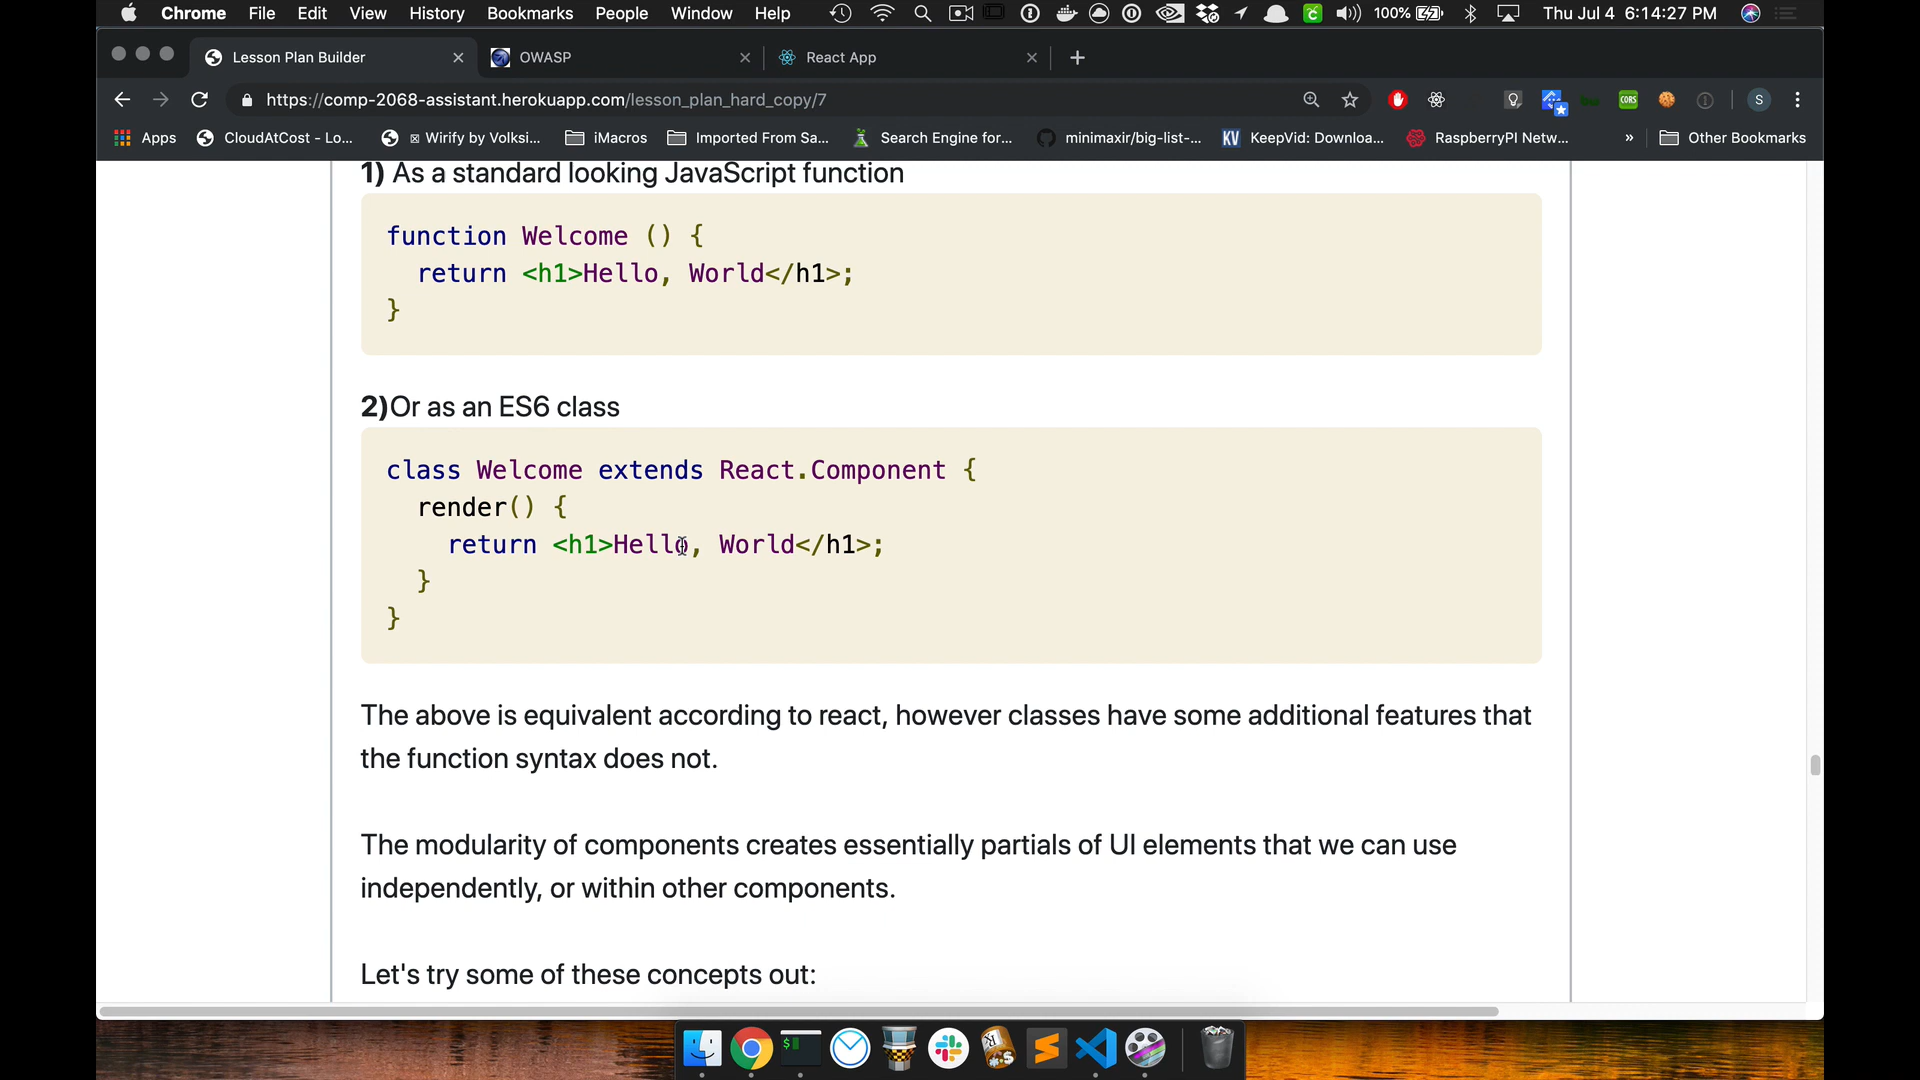 Chrome File Edit View History Bookmarks People Window Help 100% Thu Jul 4 6:14:27 PM
Lesson Plan Builder OWASP React App
https://comp-2068-assistant.herokuapp.com/lesson_plan_hard_copy/7 CORS S
Apps CloudAtCost - Lo... Wirify by Volksi... iMacros Imported From Sa... Search Engine for... minimaxir/big-list-... KV KeepVid: Downloa... RaspberryPI Netw... » Other Bookmarks
1) As a standard looking JavaScript function
function Welcome () {
return <h1>Hello, World</h1>;
}
2)Or as an ES6 class
class Welcome extends React.Component {
render() {
return <h1>Hello, World</h1>;
}
}
The above is equivalent according to react, however classes have some additional features that
the function syntax does not.
The modularity of components creates essentially partials of UI elements that we can use
independently, or within other components.
Let's try some of these concepts out: